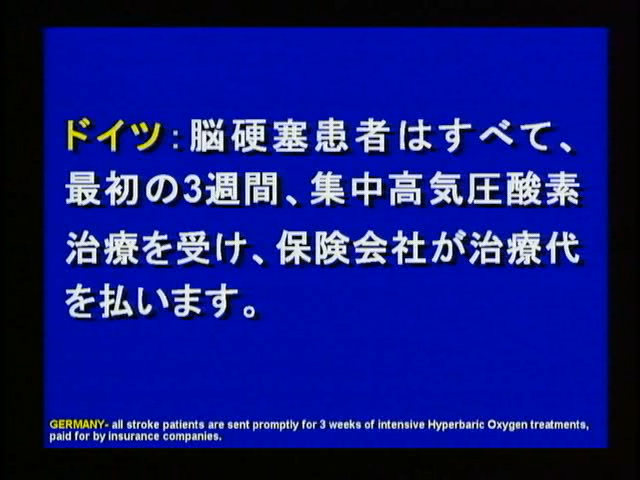 ドイツ：脳硬塞患者はすべて、
最初の3週間、集中高気圧酸素
治療を受け、保険会社が治療代
を払います。
GERMANY- all stroke patients are sent promptly for 3 weeks of intensive Hyperbaric Oxygen treatments,
paid for by insurance companies.